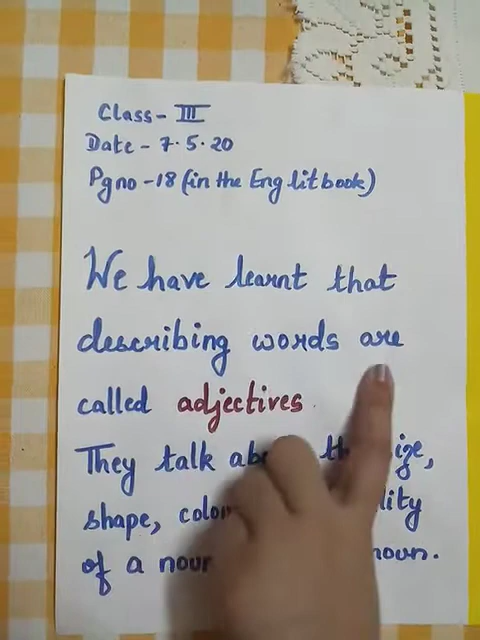 Class- III
Date - 7.5.20
Pg no -18 (in the Eng lit book)
We have learnt that
describing words are
called adjectives
They talk
shape,
of a noun